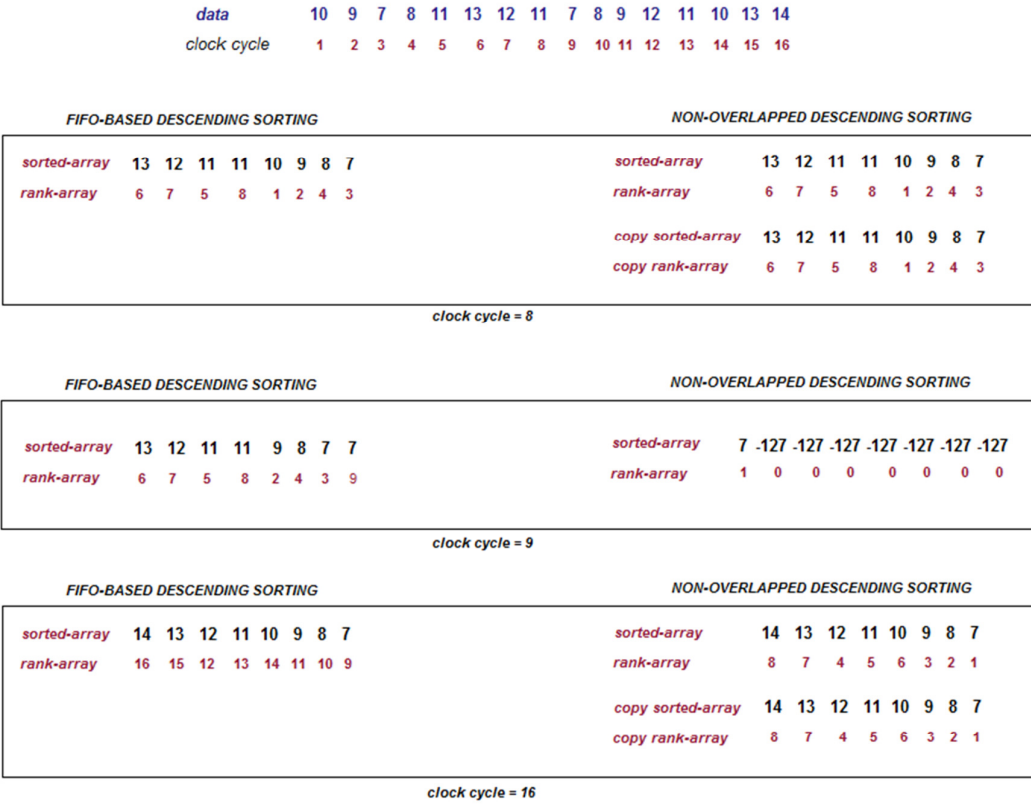 data 10 9 7 8 11 13 12 11 7 8 9 12 11 10 13 14
clock cycle 1 2 3 4 5 6 7 8 9 10 11 12 13 14 15 16
FIFO-BASED DESCENDING SORTING
sorted-array 13 12 11 11 10 9 8 7
rank-array 6 7 5 8 1 2 4 3
NON-OVERLAPPED DESCENDING SORTING
sorted-array 13 12 11 11 10 9 8 7
rank-array 6 7 5 8 1 2 4 3
copy sorted-array 13 12 11 11 10 9 8 7
copy rank-array 6 7 5 8 1 2 4 3
clock cycle = 8
FIFO-BASED DESCENDING SORTING
sorted-array 13 12 11 11 9 8 7 7
rank-array 6 7 5 8 2 4 3 9
NON-OVERLAPPED DESCENDING SORTING
sorted-array 7 -127 -127 -127 -127 -127 -127 -127
rank-array 1 0 0 0 0 0 0 0
clock cycle = 9
FIFO-BASED DESCENDING SORTING
sorted-array 14 13 12 11 10 9 8 7
rank-array 16 15 12 13 14 11 10 9
NON-OVERLAPPED DESCENDING SORTING
sorted-array 14 13 12 11 10 9 8 7
rank-array 8 7 4 5 6 3 2 1
copy sorted-array 14 13 12 11 10 9 8 7
copy rank-array 8 7 4 5 6 3 2 1
clock cycle = 16